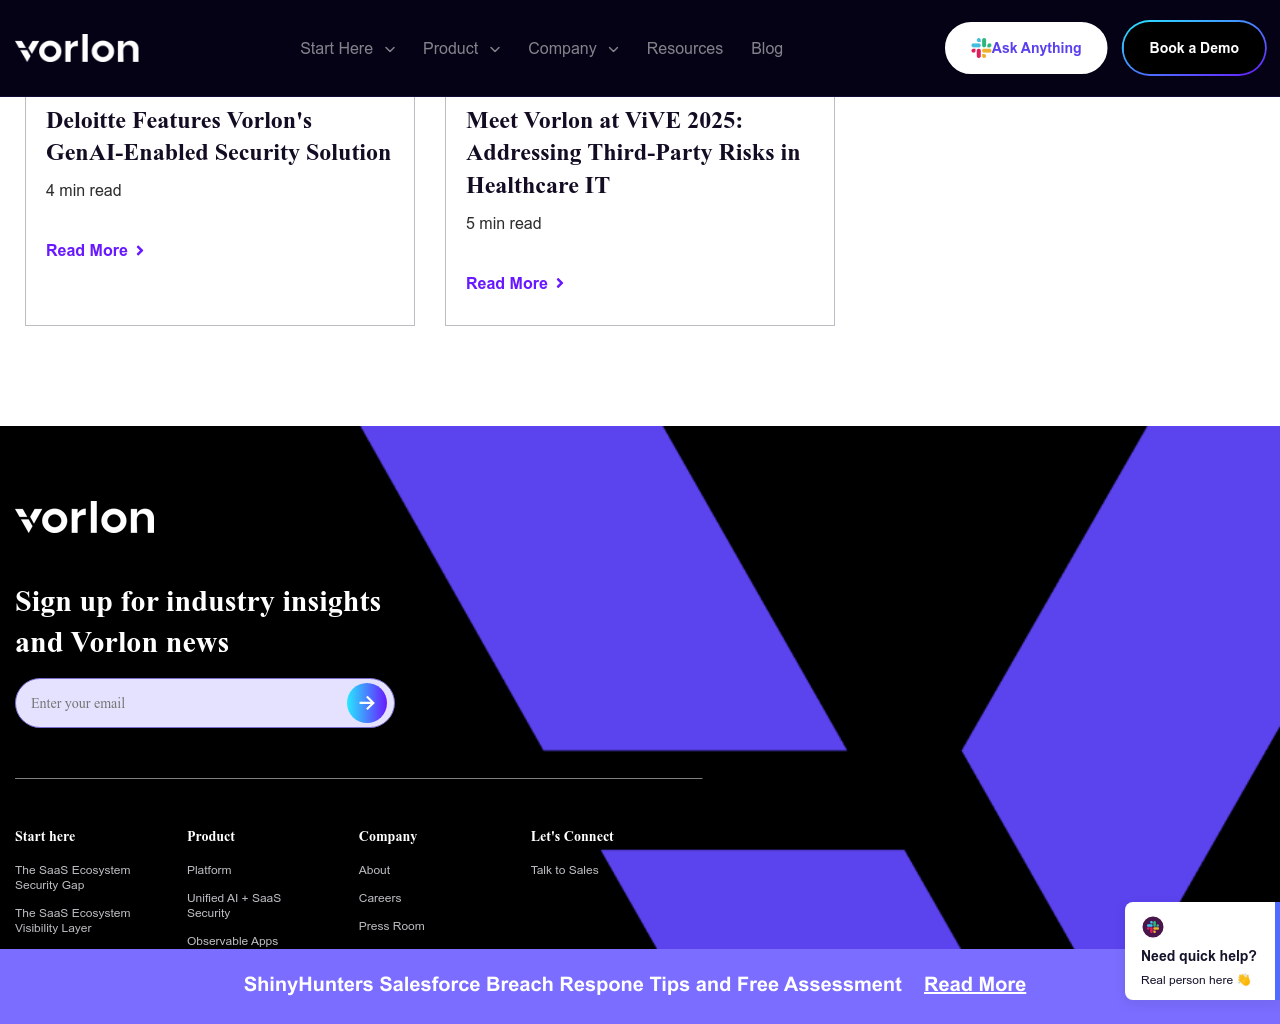 vorlon
Start Here
Product
Company
Resources
Blog
Ask Anything
Book a Demo
Deloitte Features Vorlon's
GenAI-Enabled Security Solution
4 min read
Read More
Meet Vorlon at ViVE 2025:
Addressing Third-Party Risks in
Healthcare IT
5 min read
Read More
vorlon
Sign up for industry insights
and Vorlon news
Enter your email
Start here
The SaaS Ecosystem
Security Gap
The SaaS Ecosystem
Visibility Layer
Product
Platform
Unified AI + SaaS
Security
Observable Apps
Company
About
Careers
Press Room
Let's Connect
Talk to Sales
Need quick help?
Real person here 👋
ShinyHunters Salesforce Breach Respone Tips and Free Assessment Read More